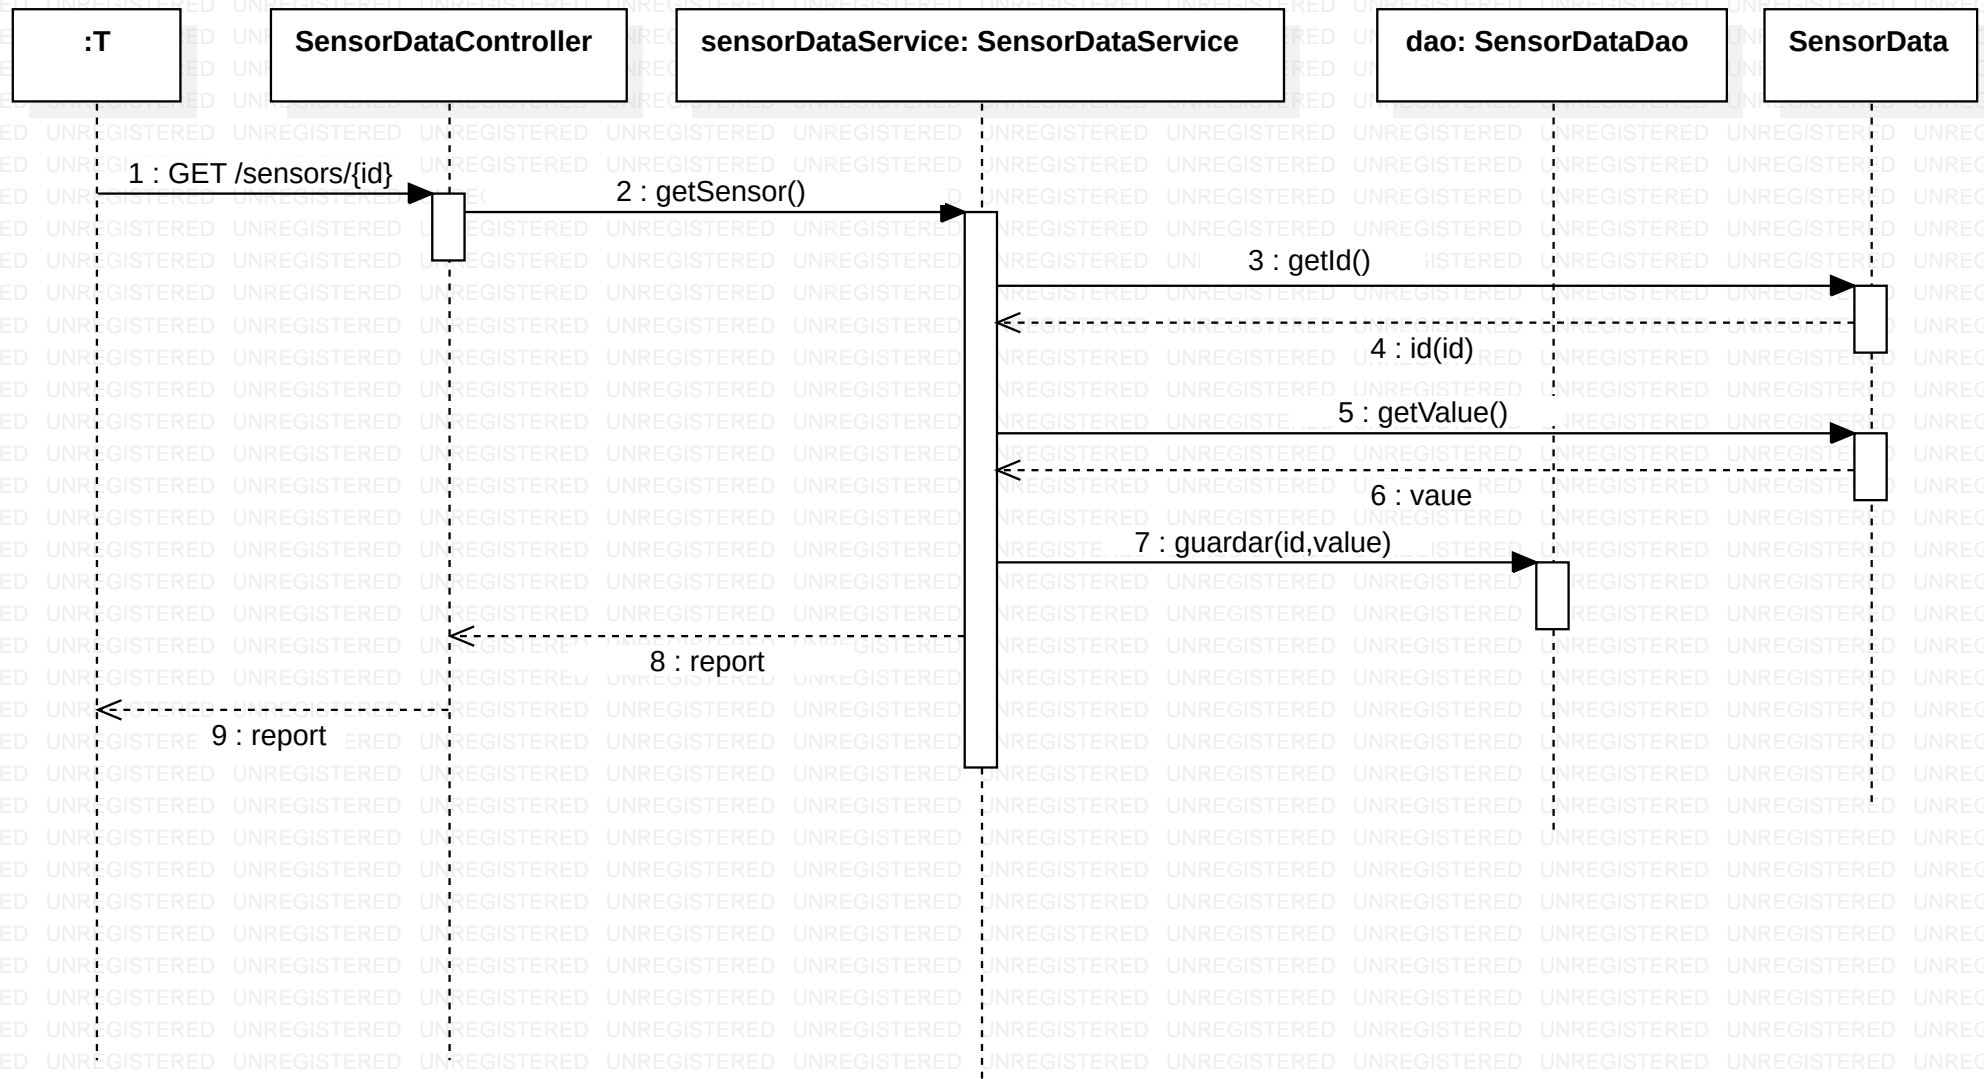 :T
SensorDataController
sensorDataService: SensorDataService
dao: SensorDataDao
SensorData
1 : GET /sensors/{id}
2 : getSensor()
3 : getId()
4 : id(id)
5 : getValue()
6 : vaue
7 : guardar(id,value)
8 : report
9 : report
UNREGISTERED